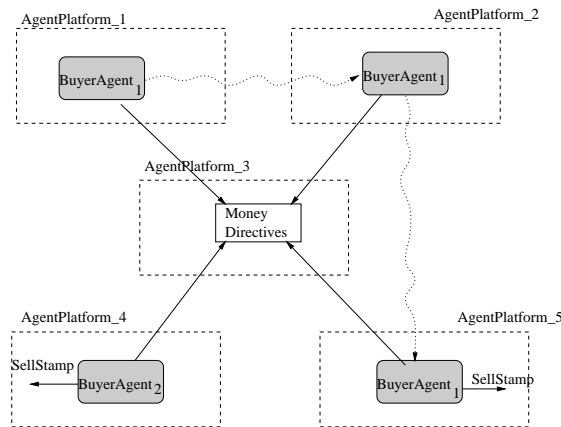 AgentPlatform_1
AgentPlatform_2
BuyerAgent1
BuyerAgent1
AgentPlatform_3
Money
Directives
AgentPlatform_4
AgentPlatform_5
SellStamp
BuyerAgent2
BuyerAgent1
SellStamp